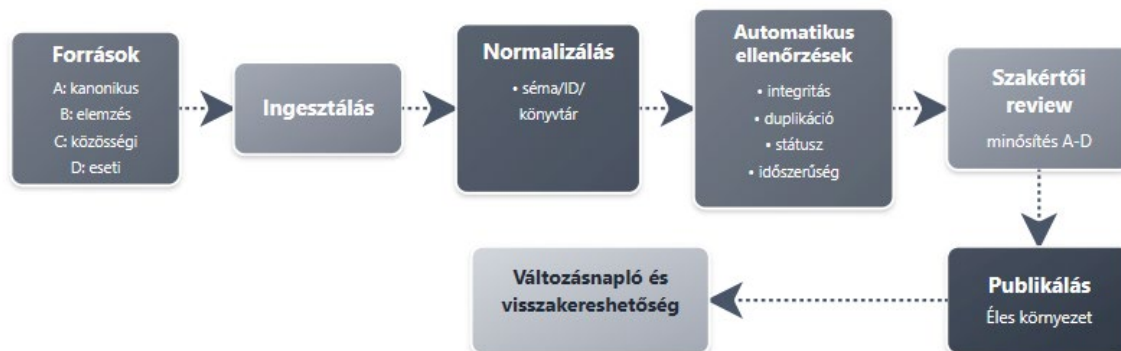 Források
A: kanonikus
B: elemzés
C: közösségi
D: eseti
Ingesztálás
Normalizálás
• séma/ID/
könyvtár
Automatikus
ellenőrzések
• integritás
• duplikáció
• státusz
• időszerűség
Szakértői
review
minősítés A-D
Publikálás
Éles környezet
Változásnapló és
visszakereshetőség